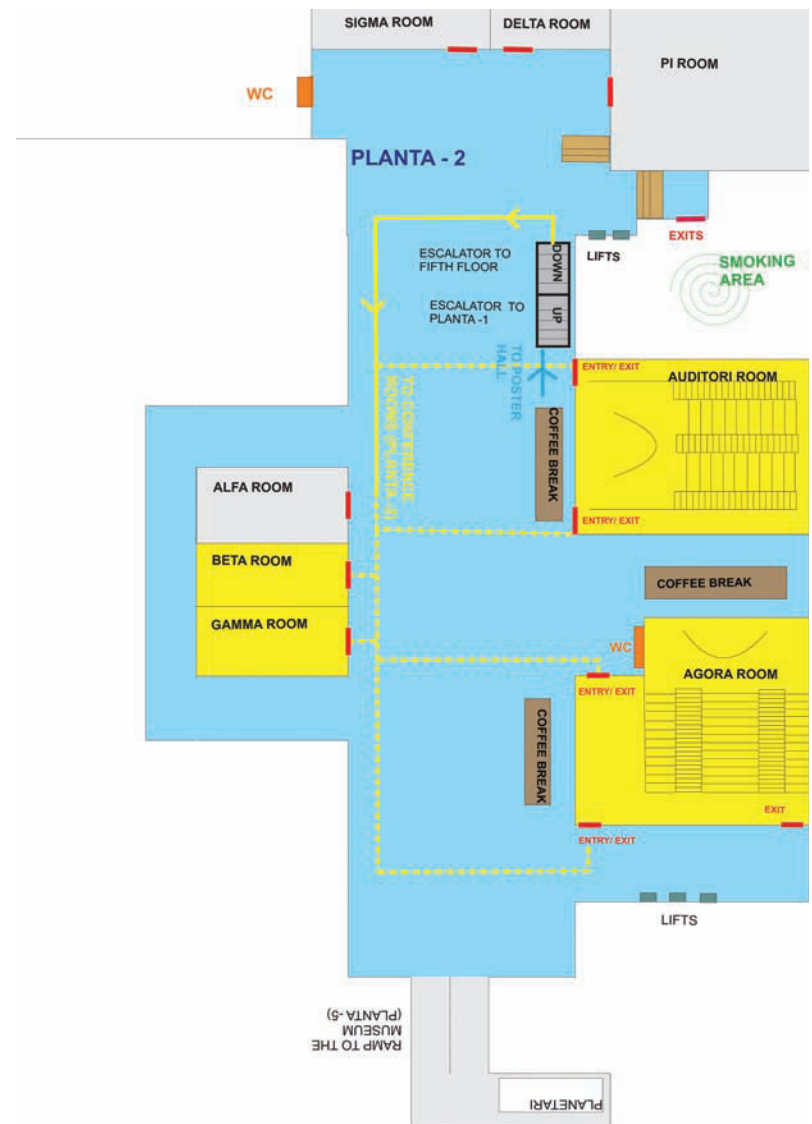 SIGMA ROOM
DELTA ROOM
PI ROOM
WC
PLANTA - 2
EXITS
LIFTS
SMOKING
AREA
ESCALATOR TO
FIFTH FLOOR
DOWN
ESCALATOR TO
PLANTA -1
UP
TO POSTER
HALL
ENTRY/ EXIT
AUDITORI ROOM
TO CONFERENCE
ROOMS (PLANTA -1)
COFFEE BREAK
ENTRY/ EXIT
ALFA ROOM
BETA ROOM
GAMMA ROOM
COFFEE BREAK
WC
AGORA ROOM
ENTRY/ EXIT
COFFEE BREAK
EXIT
ENTRY/ EXIT
LIFTS
RAMP TO THE
MUSEUM
(PLANTA -5)
PLANETARI